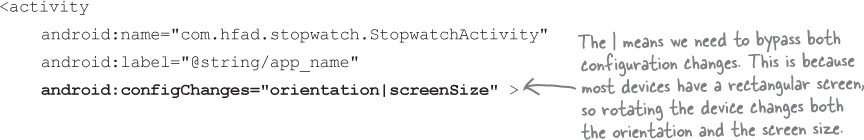 <activity
android:name="com.hfad.stopwatch.StopwatchActivity"
android:label="@string/app_name"
android:configChanges="orientation|screenSize" >
The | means we need to bypass both
configuration changes. This is because
most devices have a rectangular screen,
so rotating the device changes both
the orientation and the screen size.